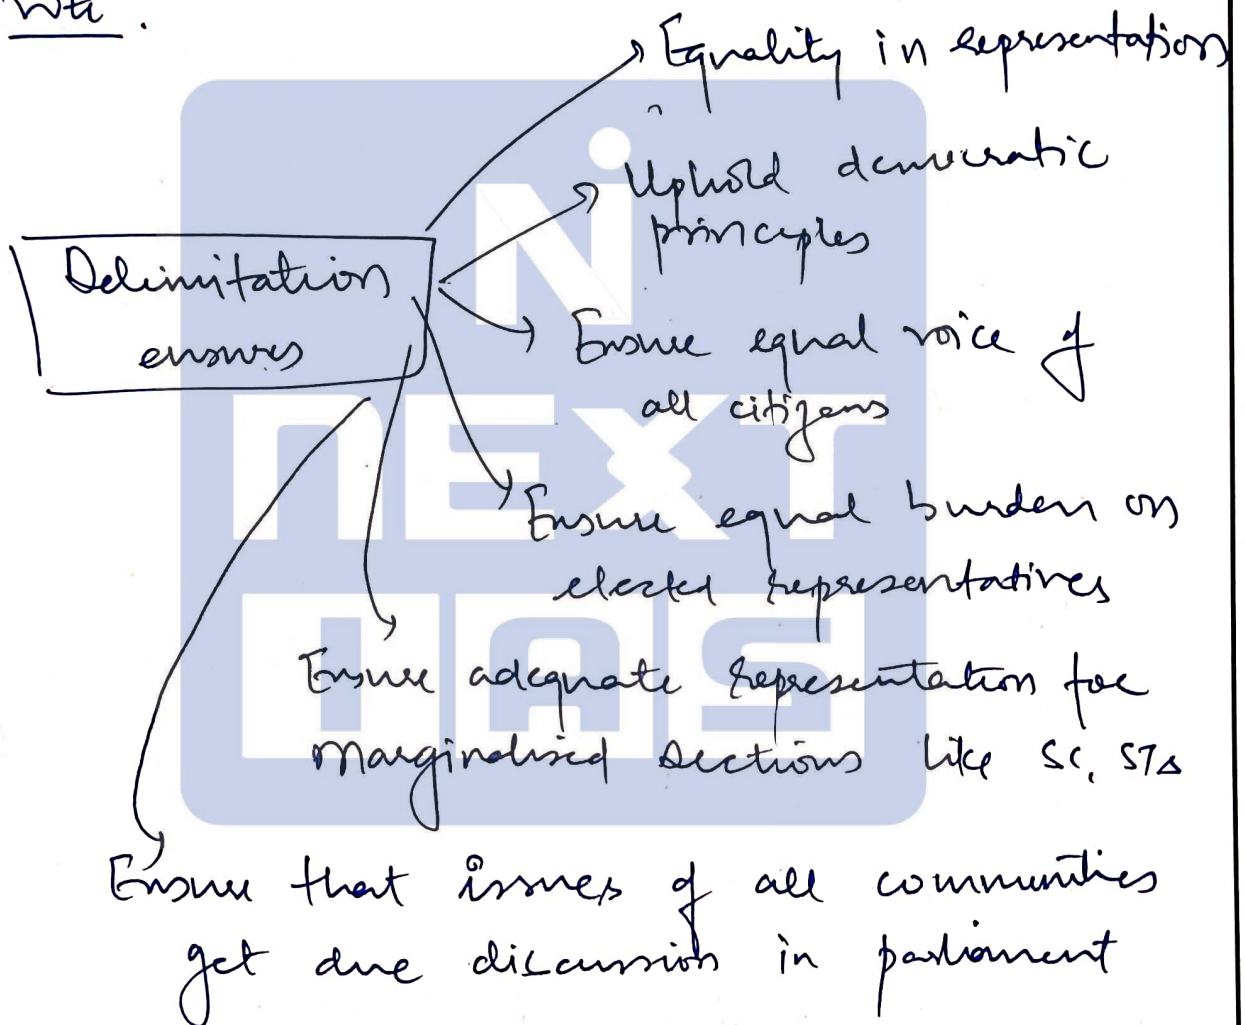 Equality in representation
Uphold democratic
principles
Delimitation
ensures
Ensure equal voice of
all citizens
Ensure equal burden on
elected representatives
Ensure adequate representation for
marginalised sections like SC, STs
Ensure that issues of all communities
get due discussion in parliament
NEXT
IAS